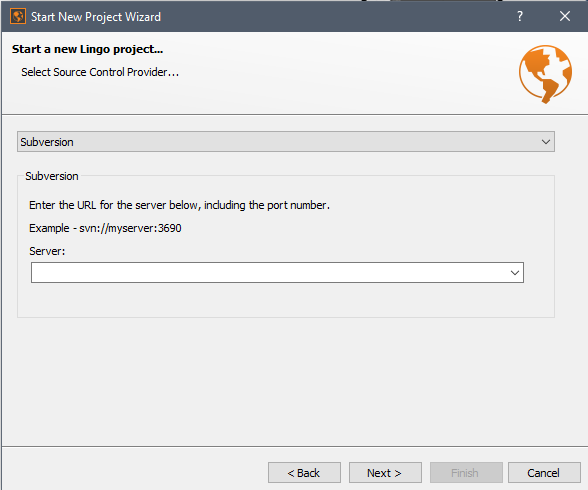 Start New Project Wizard
Start a new Lingo project...
Select Source Control Provider...
Subversion
Subversion
Enter the URL for the server below, including the port number.
Example - svn://myserver:3690
Server:
< Back
Next >
Finish
Cancel